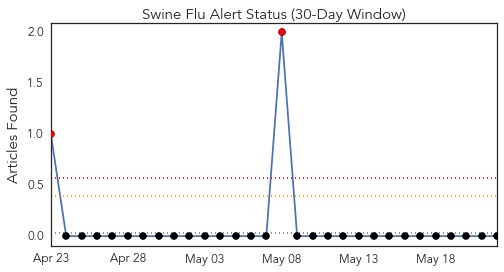 Swine Flu Alert Status (30-Day Window)
Articles Found
2.0
1.5
1.0
0.5
0.0
Apr 23
Apr 28
May 03
May 08
May 13
May 18